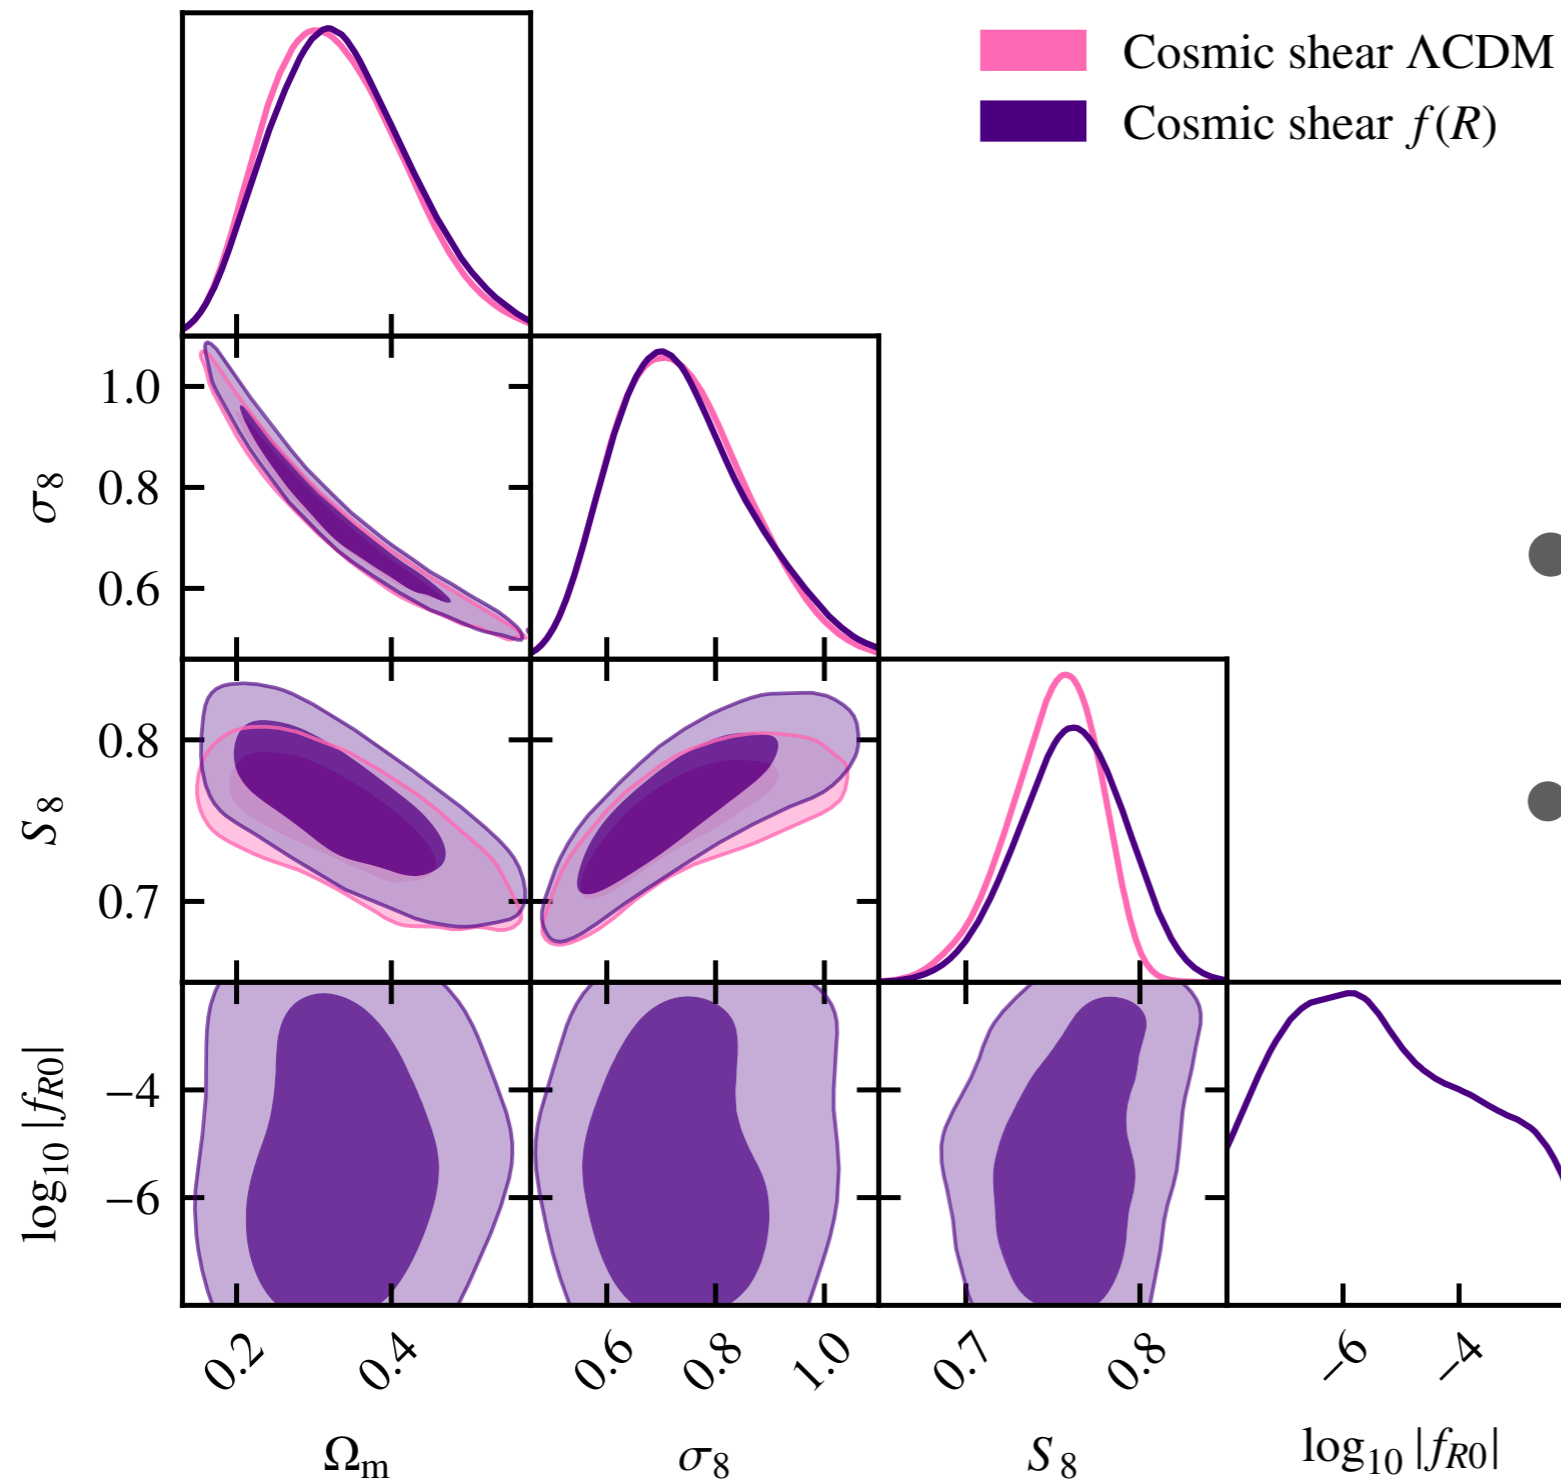 Cosmic shear ΛCDM
Cosmic shear f(R)
1.0
0.8
0.6
σ8
0.8
0.7
S8
−4
−6
log10 |fR0|
0.2 0.4 0.6 0.8 1.0 0.7 0.8 −6 −4
Ωm σ8 S8 log10 |fR0|